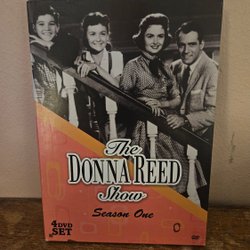 The
DONNA REED
Show
Season One
4 DVD
SET